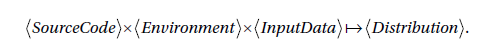 ⟨SourceCode⟩×⟨Environment⟩×⟨InputData⟩↦⟨Distribution⟩.